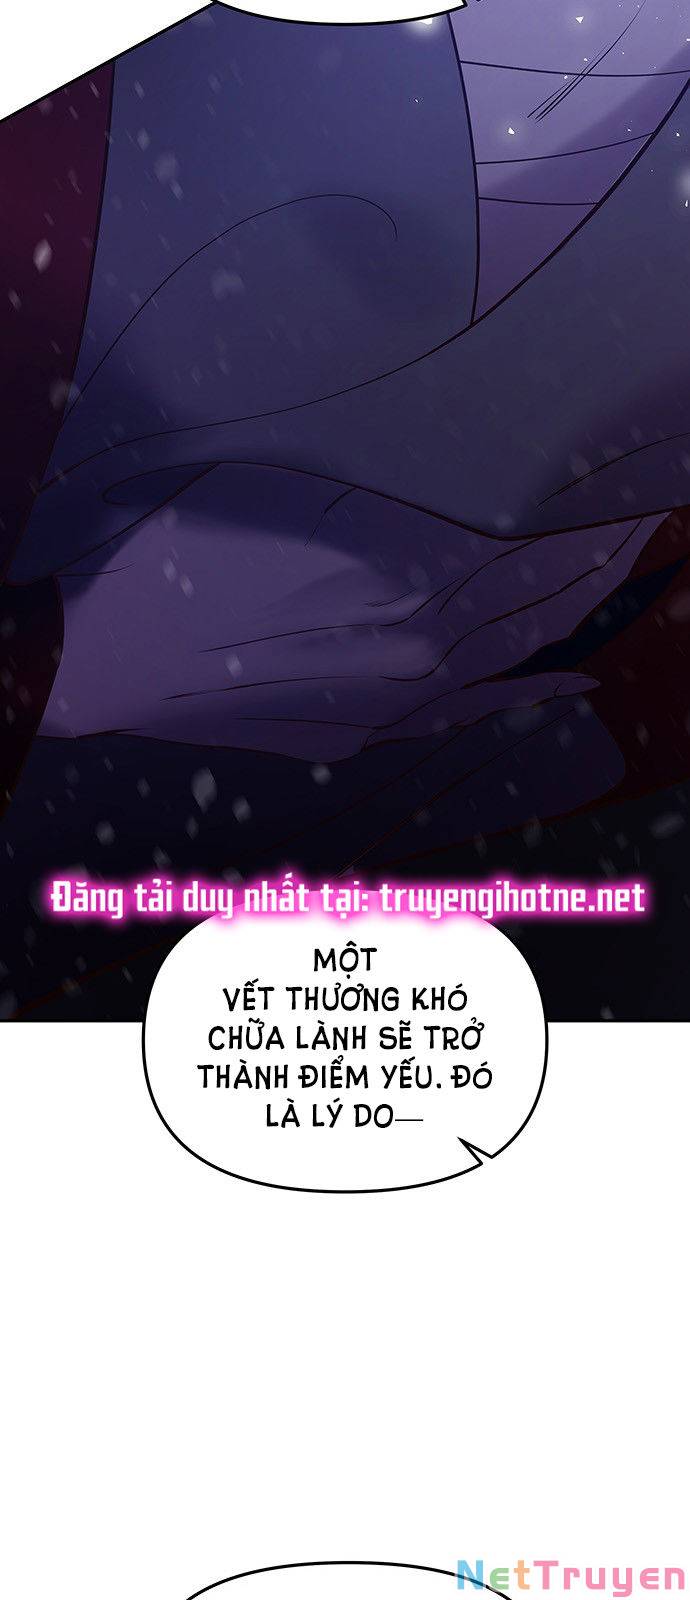 Đăng tải duy nhất tại: truyengihotne.net
MỘT
VẾT THƯƠNG KHÓ
CHỮA LÀNH SẼ TRỞ
THÀNH ĐIỂM YẾU. ĐÓ
LÀ LÝ DO—
NetTruyen